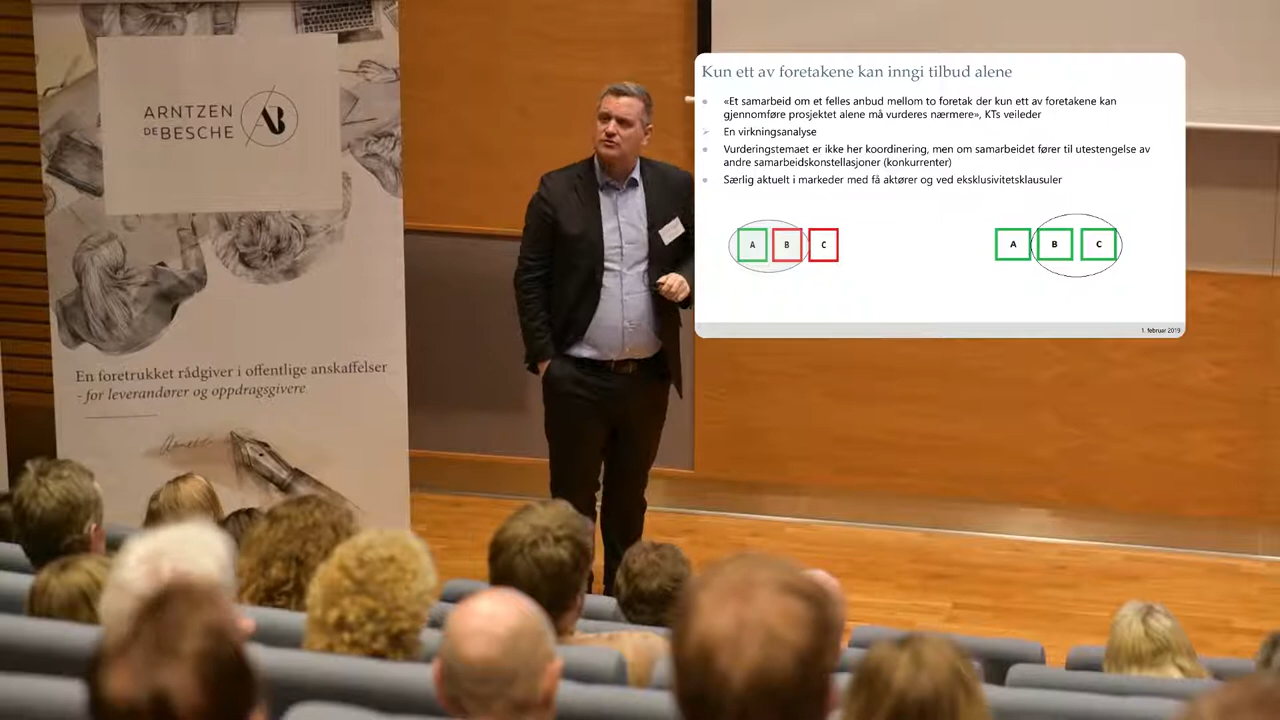 ARNTZEN
DE BESCHE
AB
En foretrukket rådgiver i offentlige anskaffelser
- for leverandører og oppdragsgivere
Kun ett av foretakene kan inngi tilbud alene
«Et samarbeid om et felles anbud mellom to foretak der kun ett av foretakene kan
gjennomføre prosjektet alene må vurderes nærmere», KTs veileder
En virkningsanalyse
Vurderingstemaet er ikke her koordinering, men om samarbeidet fører til utestengelse av
andre samarbeidskonstellasjoner (konkurrenter)
Særlig aktuelt i markeder med få aktører og ved eksklusivitetsklausuler
A B C
A B C
1. februar 2019